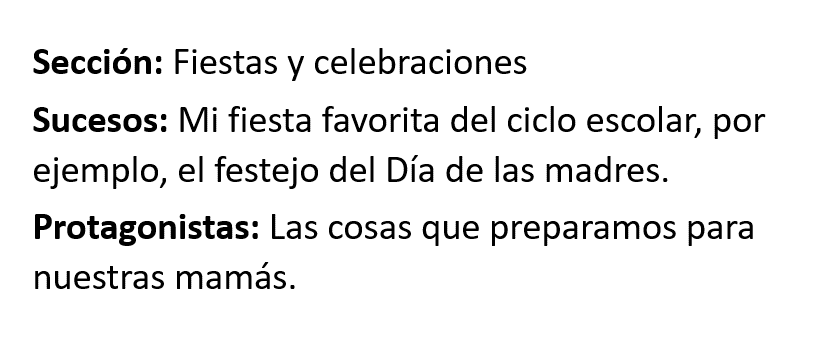 Sección: Fiestas y celebraciones
Sucesos: Mi fiesta favorita del ciclo escolar, por
ejemplo, el festejo del Día de las madres.
Protagonistas: Las cosas que preparamos para
nuestras mamás.